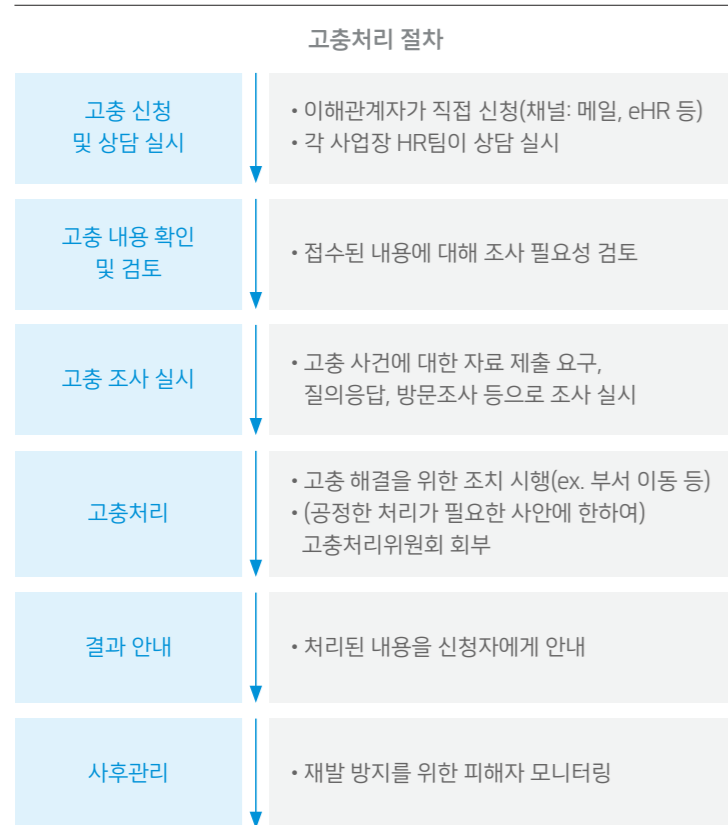 고충처리 절차
고충 신청
및 상담 실시
• 이해관계자가 직접 신청(채널: 메일, eHR 등)
• 각 사업장 HR팀이 상담 실시
고충 내용 확인
및 검토
• 접수된 내용에 대해 조사 필요성 검토
고충 조사 실시
• 고충 사건에 대한 자료 제출 요구,
질의응답, 방문조사 등으로 조사 실시
고충처리
• 고충 해결을 위한 조치 시행(ex. 부서 이동 등)
• (공정한 처리가 필요한 사안에 한하여)
고충처리위원회 회부
결과 안내
• 처리된 내용을 신청자에게 안내
사후관리
• 재발 방지를 위한 피해자 모니터링